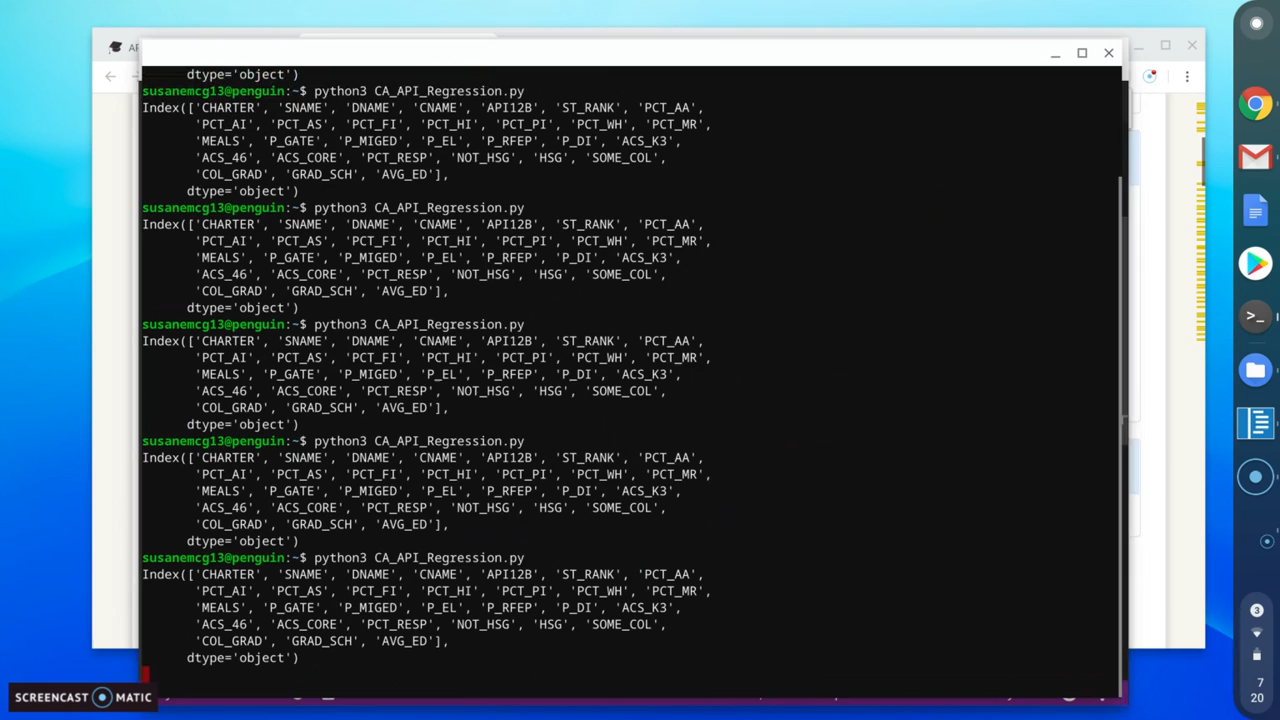 AP
dtype='object')
susanemcg13@penguin:~$ python3 CA_API_Regression.py
Index(['CHARTER', 'SNAME', 'DNAME', 'CNAME', 'API12B', 'ST_RANK', 'PCT_AA',
'PCT_AI', 'PCT_AS', 'PCT_FI', 'PCT_HI', 'PCT_PI', 'PCT_WH', 'PCT_MR',
'MEALS', 'P_GATE', 'P_MIGED', 'P_EL', 'P_RFEP', 'P_DI', 'ACS_K3',
'ACS_46', 'ACS_CORE', 'PCT_RESP', 'NOT_HSG', 'HSG', 'SOME_COL',
'COL_GRAD', 'GRAD_SCH', 'AVG_ED'],
dtype='object')
susanemcg13@penguin:~$ python3 CA_API_Regression.py
Index(['CHARTER', 'SNAME', 'DNAME', 'CNAME', 'API12B', 'ST_RANK', 'PCT_AA',
'PCT_AI', 'PCT_AS', 'PCT_FI', 'PCT_HI', 'PCT_PI', 'PCT_WH', 'PCT_MR',
'MEALS', 'P_GATE', 'P_MIGED', 'P_EL', 'P_RFEP', 'P_DI', 'ACS_K3',
'ACS_46', 'ACS_CORE', 'PCT_RESP', 'NOT_HSG', 'HSG', 'SOME_COL',
'COL_GRAD', 'GRAD_SCH', 'AVG_ED'],
dtype='object')
susanemcg13@penguin:~$ python3 CA_API_Regression.py
Index(['CHARTER', 'SNAME', 'DNAME', 'CNAME', 'API12B', 'ST_RANK', 'PCT_AA',
'PCT_AI', 'PCT_AS', 'PCT_FI', 'PCT_HI', 'PCT_PI', 'PCT_WH', 'PCT_MR',
'MEALS', 'P_GATE', 'P_MIGED', 'P_EL', 'P_RFEP', 'P_DI', 'ACS_K3',
'ACS_46', 'ACS_CORE', 'PCT_RESP', 'NOT_HSG', 'HSG', 'SOME_COL',
'COL_GRAD', 'GRAD_SCH', 'AVG_ED'],
dtype='object')
susanemcg13@penguin:~$ python3 CA_API_Regression.py
Index(['CHARTER', 'SNAME', 'DNAME', 'CNAME', 'API12B', 'ST_RANK', 'PCT_AA',
'PCT_AI', 'PCT_AS', 'PCT_FI', 'PCT_HI', 'PCT_PI', 'PCT_WH', 'PCT_MR',
'MEALS', 'P_GATE', 'P_MIGED', 'P_EL', 'P_RFEP', 'P_DI', 'ACS_K3',
'ACS_46', 'ACS_CORE', 'PCT_RESP', 'NOT_HSG', 'HSG', 'SOME_COL',
'COL_GRAD', 'GRAD_SCH', 'AVG_ED'],
dtype='object')
susanemcg13@penguin:~$ python3 CA_API_Regression.py
Index(['CHARTER', 'SNAME', 'DNAME', 'CNAME', 'API12B', 'ST_RANK', 'PCT_AA',
'PCT_AI', 'PCT_AS', 'PCT_FI', 'PCT_HI', 'PCT_PI', 'PCT_WH', 'PCT_MR',
'MEALS', 'P_GATE', 'P_MIGED', 'P_EL', 'P_RFEP', 'P_DI', 'ACS_K3',
'ACS_46', 'ACS_CORE', 'PCT_RESP', 'NOT_HSG', 'HSG', 'SOME_COL',
'COL_GRAD', 'GRAD_SCH', 'AVG_ED'],
dtype='object')
SCREENCAST MATIC
>_
3
7
20